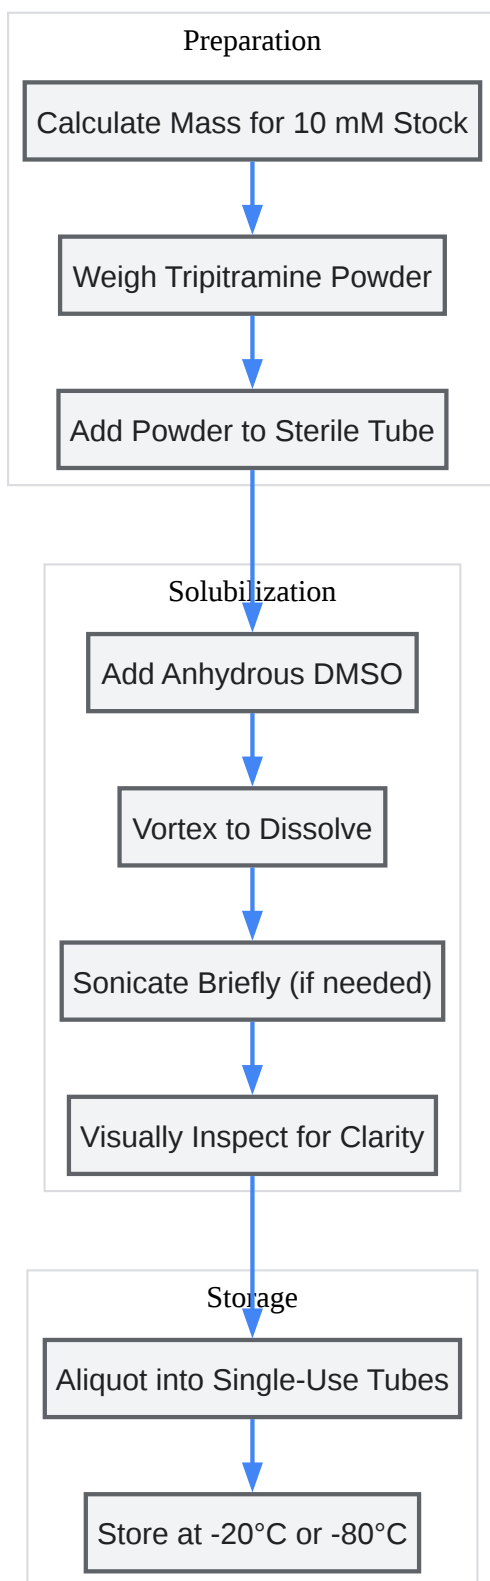 Preparation
Calculate Mass for 10 mM Stock
Weigh Tripitramine Powder
Add Powder to Sterile Tube
Solubilization
Add Anhydrous DMSO
Vortex to Dissolve
Sonicate Briefly (if needed)
Visually Inspect for Clarity
Storage
Aliquot into Single-Use Tubes
Store at -20°C or -80°C